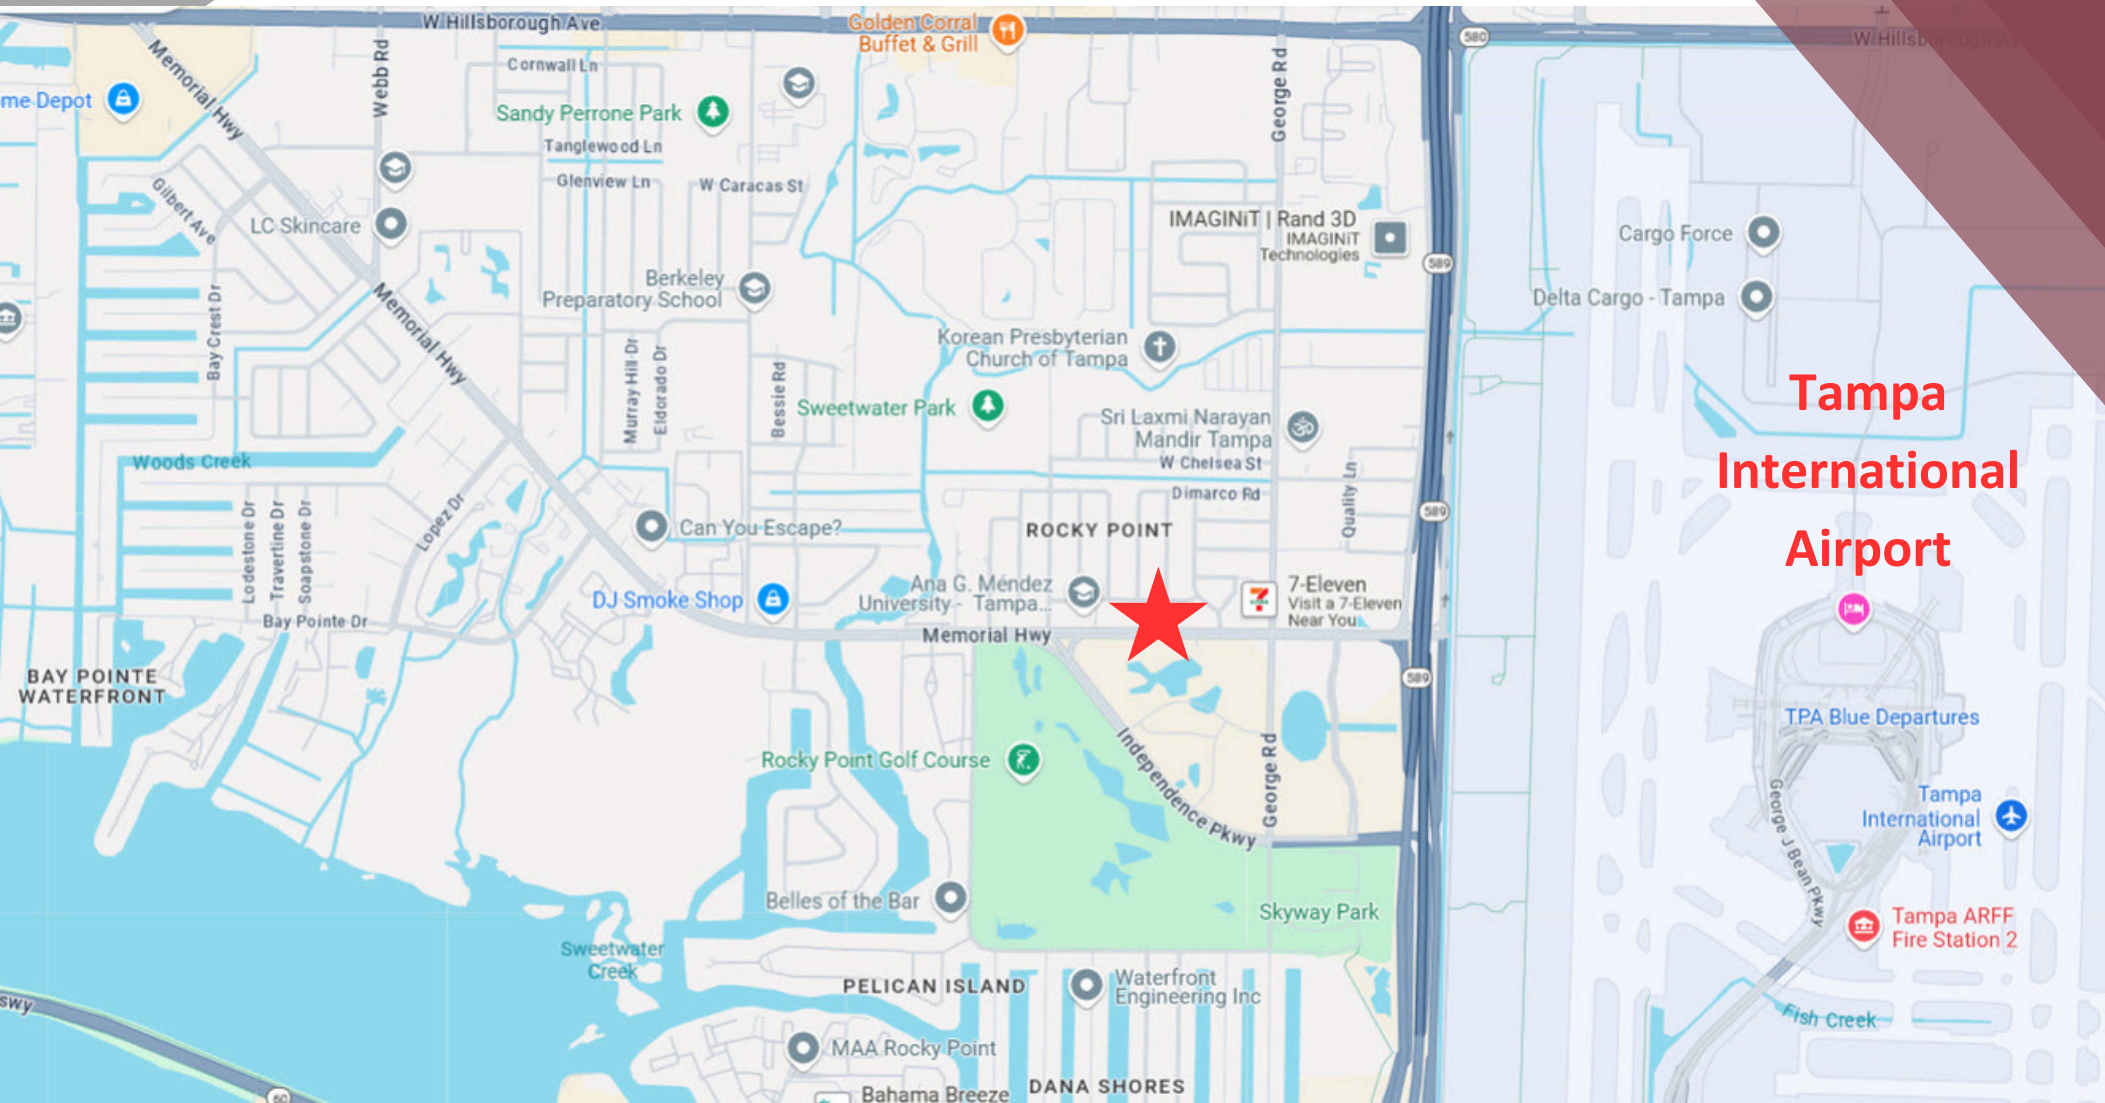 W Hillsborough Ave
Golden Corral
Buffet & Grill
580
W Hillsborough Av
Memorial Hwy
Webb Rd
Cornwall Ln
George Rd
me Depot
Sandy Perrone Park
Tanglewood Ln
Glenview Ln
W Caracas St
Gilbert Ave
LC Skincare
IMAGINiT | Rand 3D
IMAGINiT
Technologies
Cargo Force
589
Berkeley
Preparatory School
Delta Cargo - Tampa
Bay Crest Dr
Memorial Hwy
Murray Hill Dr
Eldorado Dr
Bessie Rd
Korean Presbyterian
Church of Tampa
Sweetwater Park
Sri Laxmi Narayan
Mandir Tampa
W Chelsea St
Tampa
International
Airport
Woods Creek
Dimarco Rd
Quality Ln
589
Lodestone Dr
Travertine Dr
Soapstone Dr
Lopez Dr
Can You Escape?
ROCKY POINT
DJ Smoke Shop
Ana G. Méndez
University - Tampa...
7-Eleven
Visit a 7-Eleven
Near You
Bay Pointe Dr
Memorial Hwy
BAY POINTE
WATERFRONT
589
TPA Blue Departures
Rocky Point Golf Course
Independence Pkwy
George Rd
George J Bean Pkwy
Tampa
International
Airport
Belles of the Bar
Skyway Park
Tampa ARFF
Fire Station 2
Sweetwater
Creek
PELICAN ISLAND
Waterfront
Engineering Inc
swy
Fish Creek
MAA Rocky Point
60
Bahama Breeze
DANA SHORES